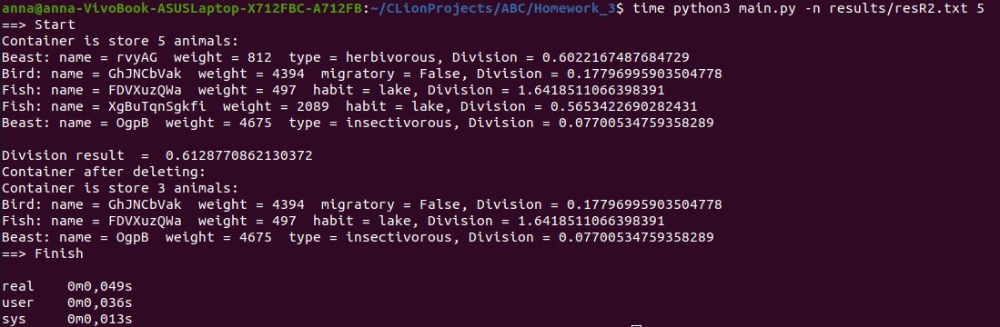 anna@anna-VivoBook-ASUSLaptop-X712FBC-A712FB:~/CLionProjects/ABC/Homework_3$ time python3 main.py -n results/resR2.txt 5
==> Start
Container is store 5 animals:
Beast: name = rvyAG  weight = 812  type = herbivorous, Division = 0.6022167487684729
Bird: name = GhJNCbVak  weight = 4394  migratory = False, Division = 0.17796995903504778
Fish: name = FDVXuzQWa  weight = 497  habit = lake, Division = 1.6418511066398391
Fish: name = XgBuTqnSgkfi  weight = 2089  habit = lake, Division = 0.5653422690282431
Beast: name = OgpB  weight = 4675  type = insectivorous, Division = 0.07700534759358289

Division result  =  0.6128770862130372
Container after deleting:
Container is store 3 animals:
Bird: name = GhJNCbVak  weight = 4394  migratory = False, Division = 0.17796995903504778
Fish: name = FDVXuzQWa  weight = 497  habit = lake, Division = 1.6418511066398391
Beast: name = OgpB  weight = 4675  type = insectivorous, Division = 0.07700534759358289
==> Finish

real    0m0,049s
user    0m0,036s
sys     0m0,013s